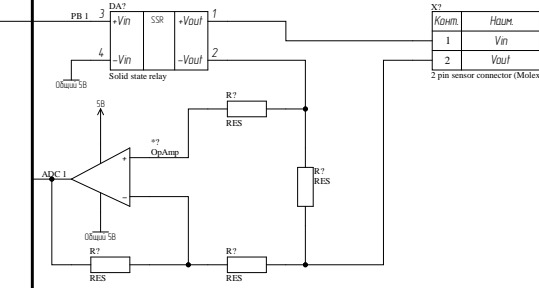 DA?
X?
PB 1
3
+Vin
SSR
+Vout
1
Конт.
Наим.
1
Vin
4
-Vin
-Vout
2
2
Vout
Solid state relay
2 pin sensor connector (Molex
Общий 5В
5В
R?
RES
*?
OpAmp
+
ADC 1
-
R?
RES
Общий 5В
R?
RES
R?
RES